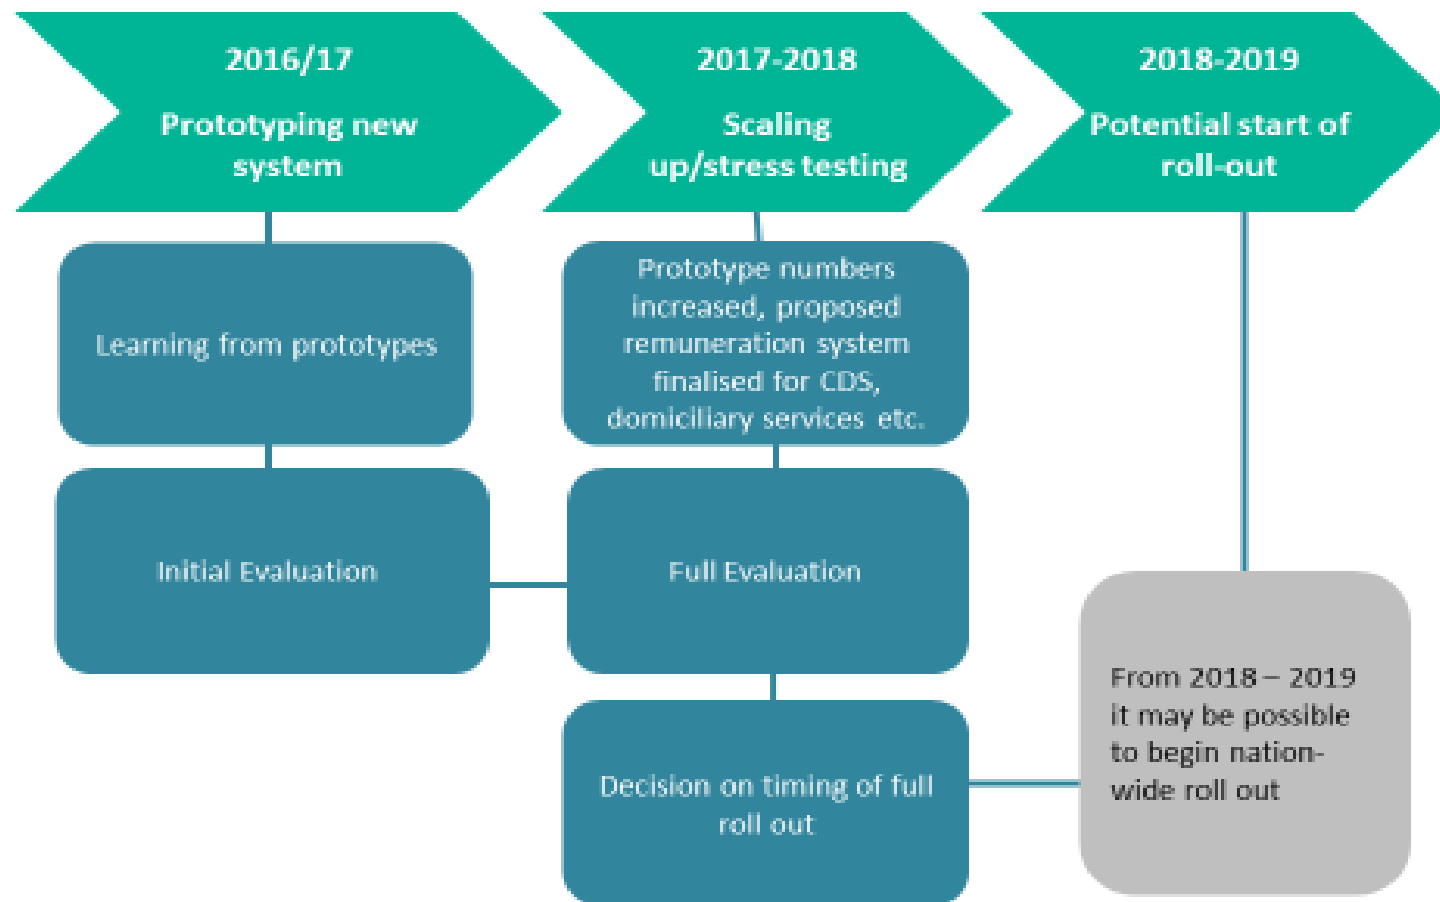 2016/17
Prototyping new
system
2017-2018
Scaling
up/stress testing
2018-2019
Potential start of
roll-out
Learning from prototypes
Prototype numbers
increased, proposed
remuneration system
finalised for CDS,
domiciliary services etc.
Initial Evaluation
Full Evaluation
Decision on timing of full
roll out
From 2018 – 2019
it may be possible
to begin nation-
wide roll out